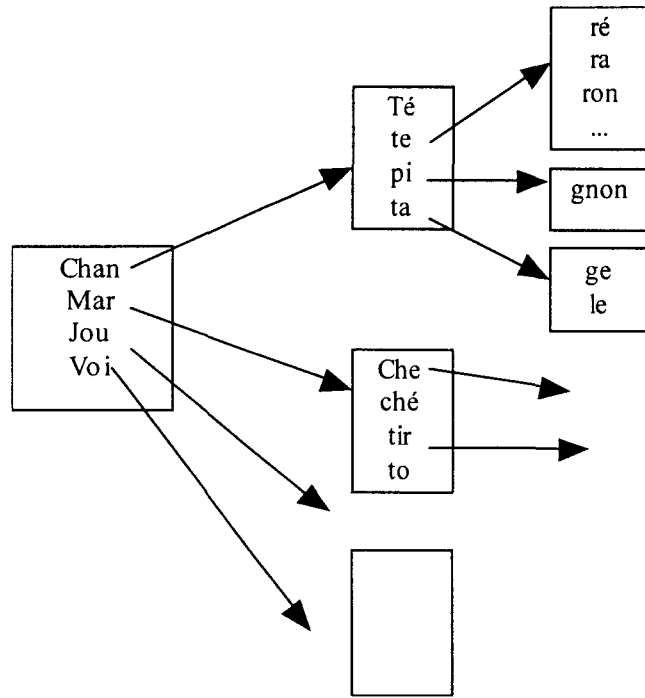 Chan
Mar
Jou
Voi
Té
te
pi
ta
ré
ra
ron
...
gnon
ge
le
Che
ché
tir
to